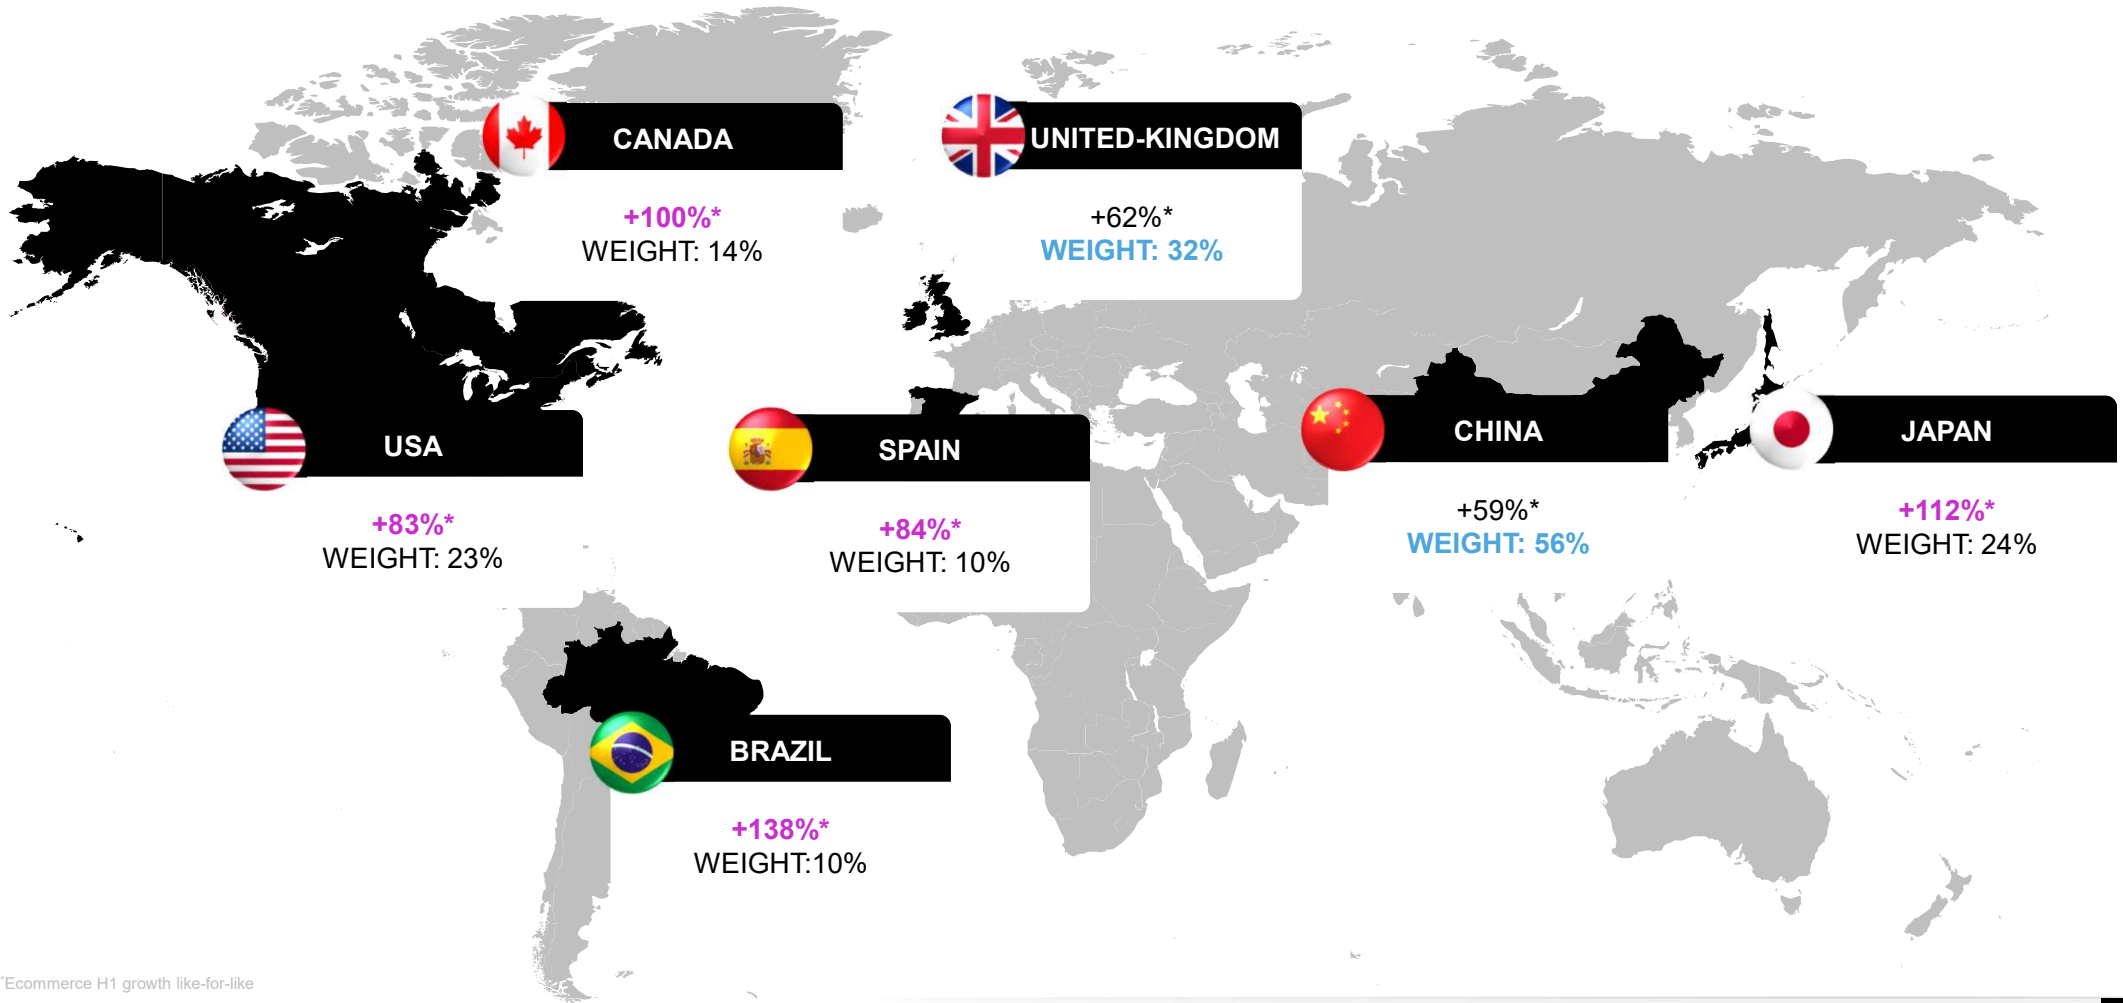 CANADA
+100%*
WEIGHT: 14%
UNITED-KINGDOM
+62%*
WEIGHT: 32%
USA
+83%*
WEIGHT: 23%
SPAIN
+84%*
WEIGHT: 10%
CHINA
+59%*
WEIGHT: 56%
JAPAN
+112%*
WEIGHT: 24%
BRAZIL
+138%*
WEIGHT:10%
*Ecommerce H1 growth like-for-like